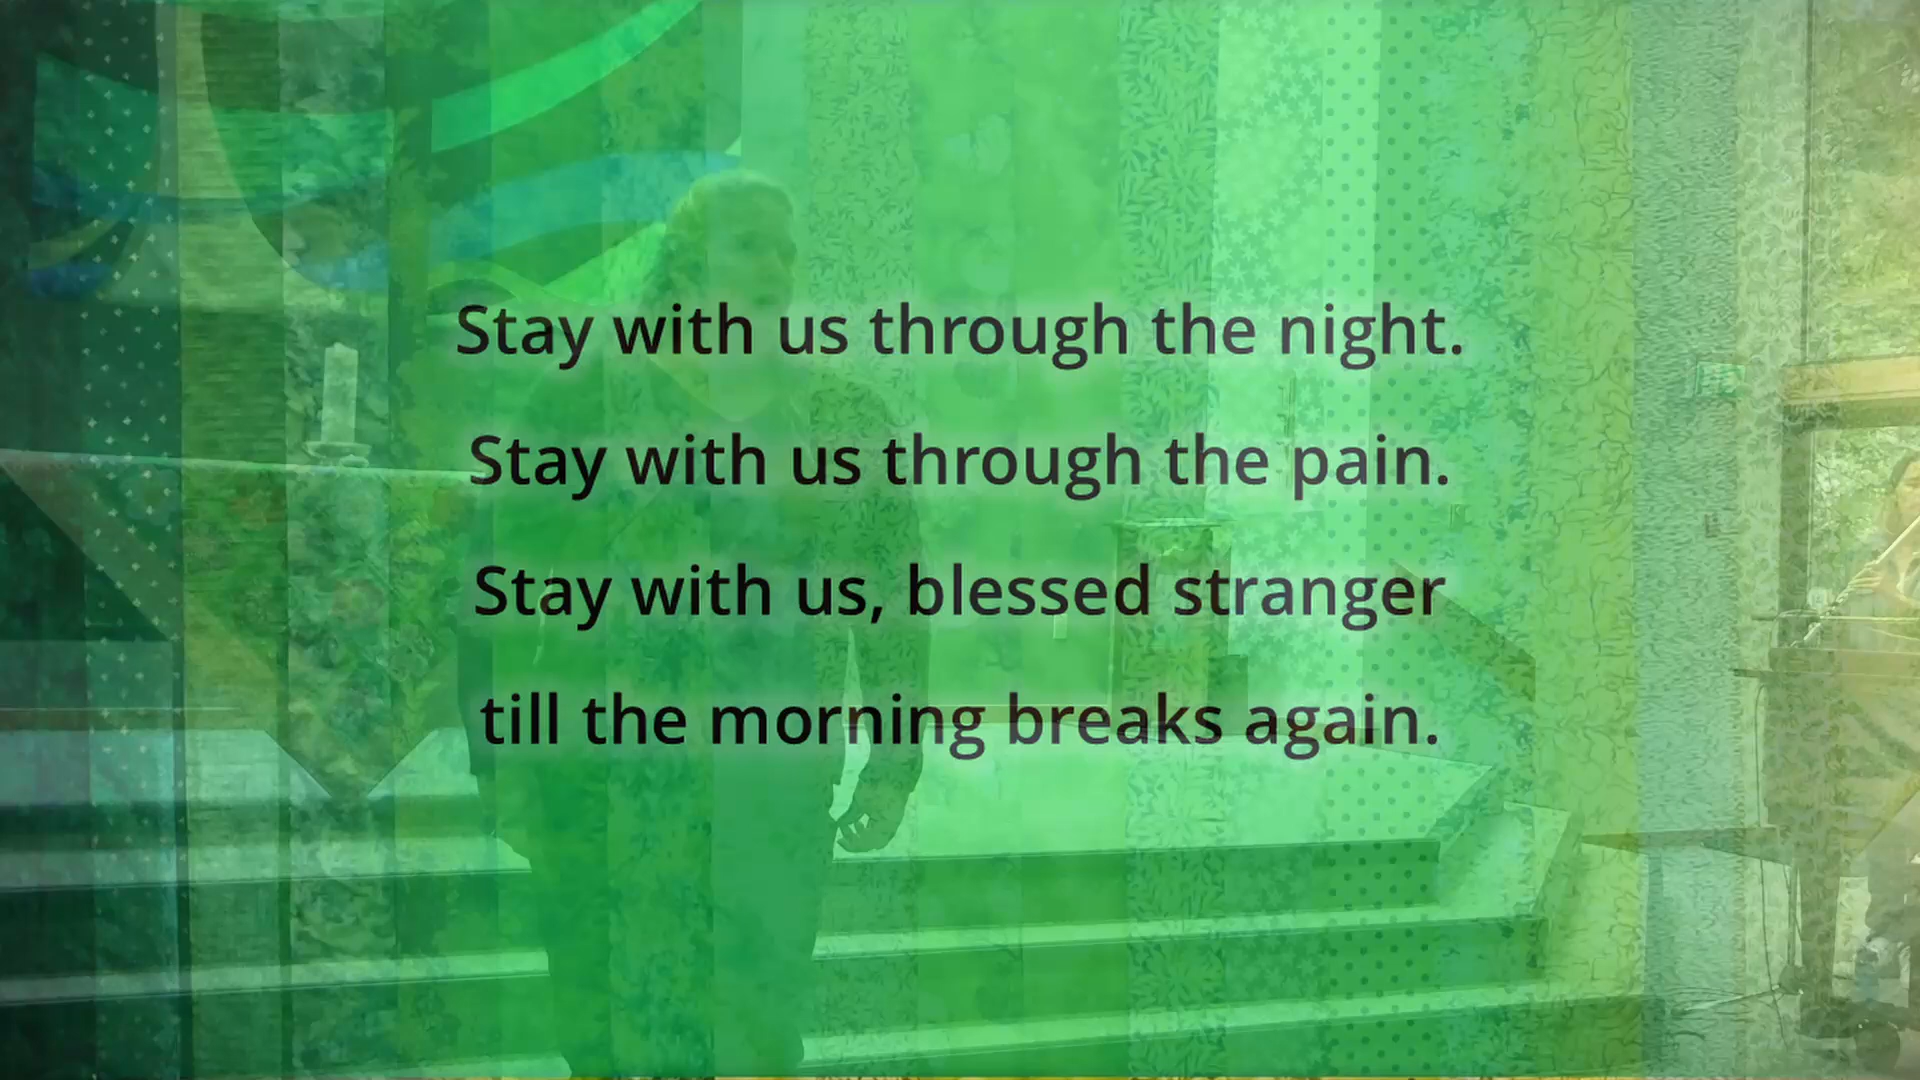 Stay with us through the night.
Stay with us through the pain.
Stay with us, blessed stranger
till the morning breaks again.